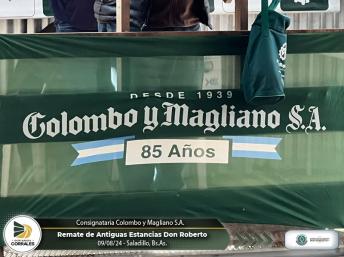 DESDE 1939
Colombo y Magliano S.A.
85 Años
Consignataria Colombo y Magliano S.A.
Remate de Antiguas Estancias Don Roberto
09/08/24 - Saladillo, Bs.As.
CORRALES